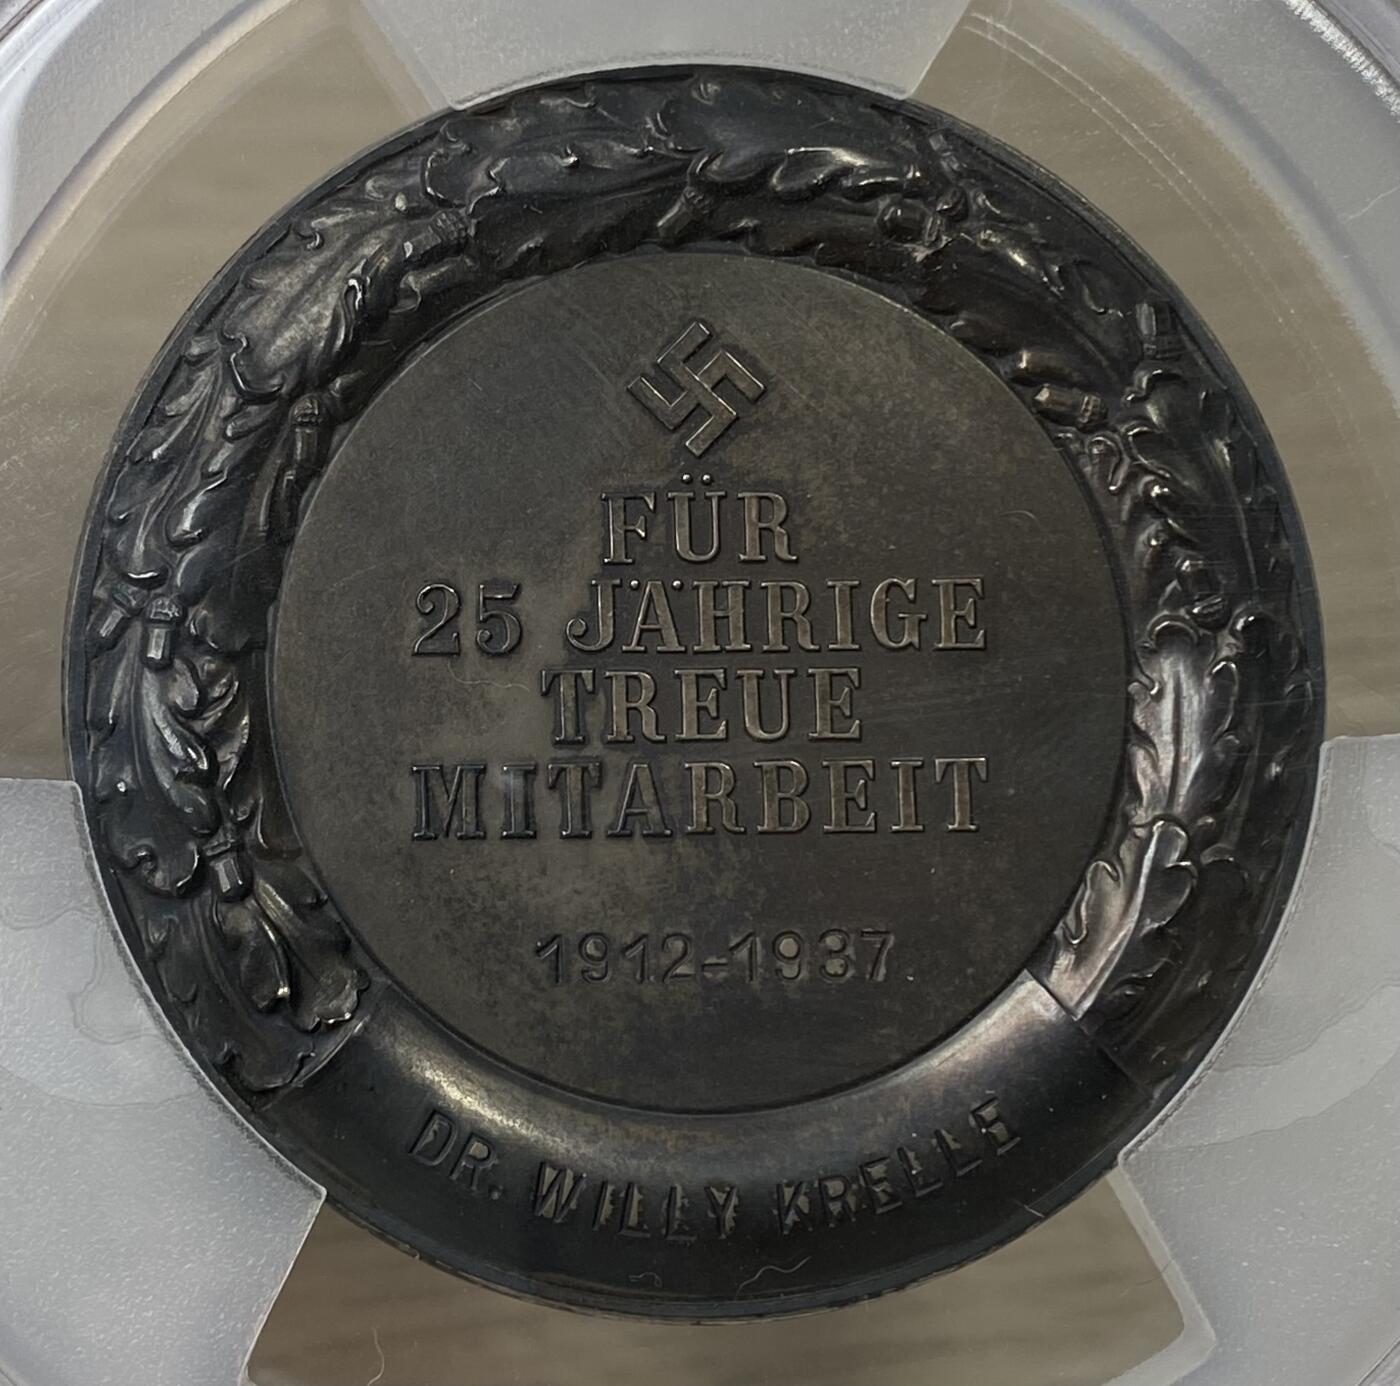 FÜR
25 JÄHRIGE
TREUE
MITARBEIT
1912-1937
DR. WILLY KRELLE